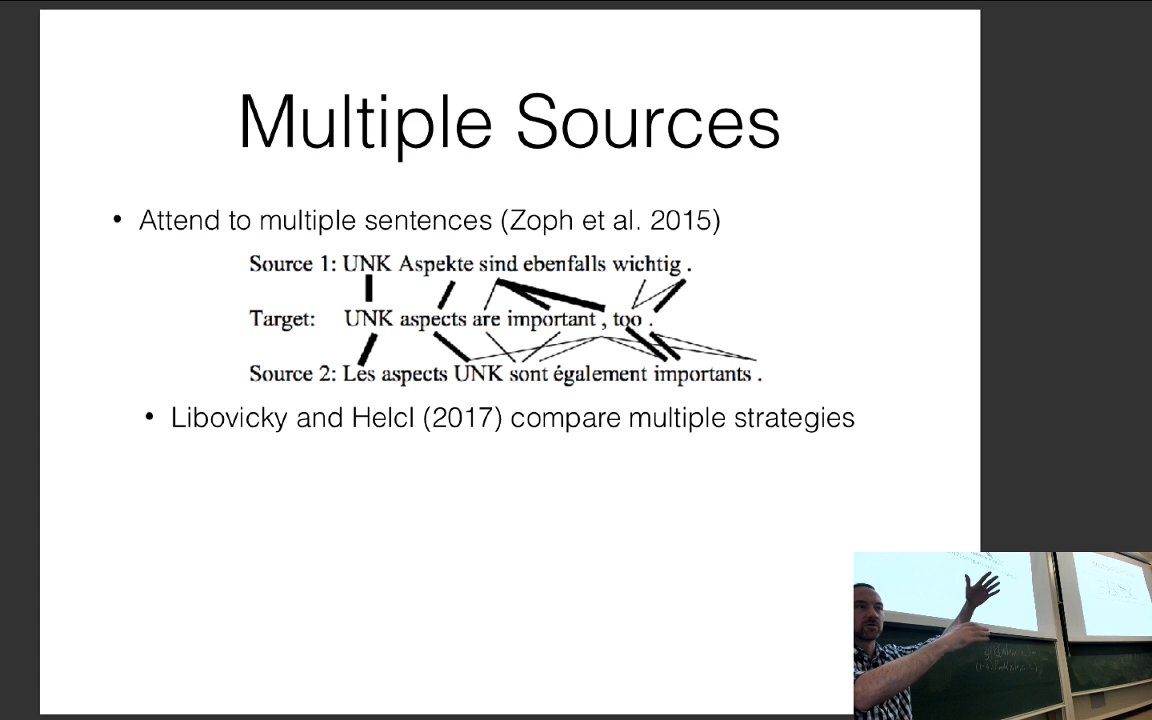 Multiple Sources
• Attend to multiple sentences (Zoph et al. 2015)
Source 1: UNK Aspekte sind ebenfalls wichtig .
Target: UNK aspects are important , too .
Source 2: Les aspects UNK sont également importants .
• Libovicky and Helcl (2017) compare multiple strategies